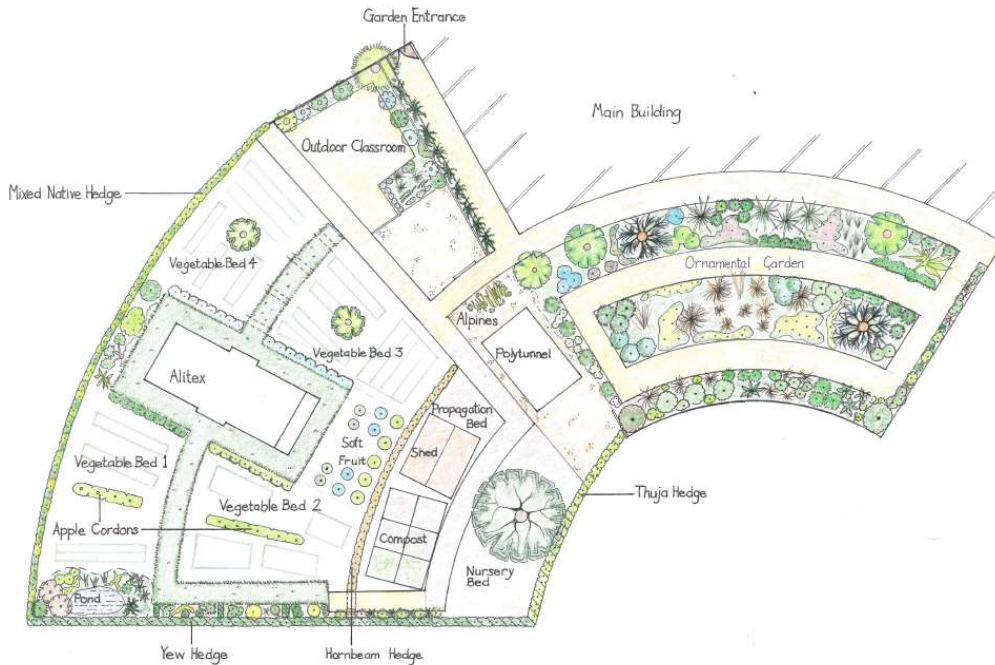 Garden Entrance
Main Building
Outdoor Classroom
Mixed Native Hedge
Vegetable Bed 4
Ornamental Garden
Alpines
Vegetable Bed 3
Polytunnel
Alitex
Propagation
Bed
Soft
Fruit
Shed
Vegetable Bed 1
Vegetable Bed 2
Thuja Hedge
Apple Cordons
Compost
Nursery
Bed
Pond
Yew Hedge
Hornbeam Hedge